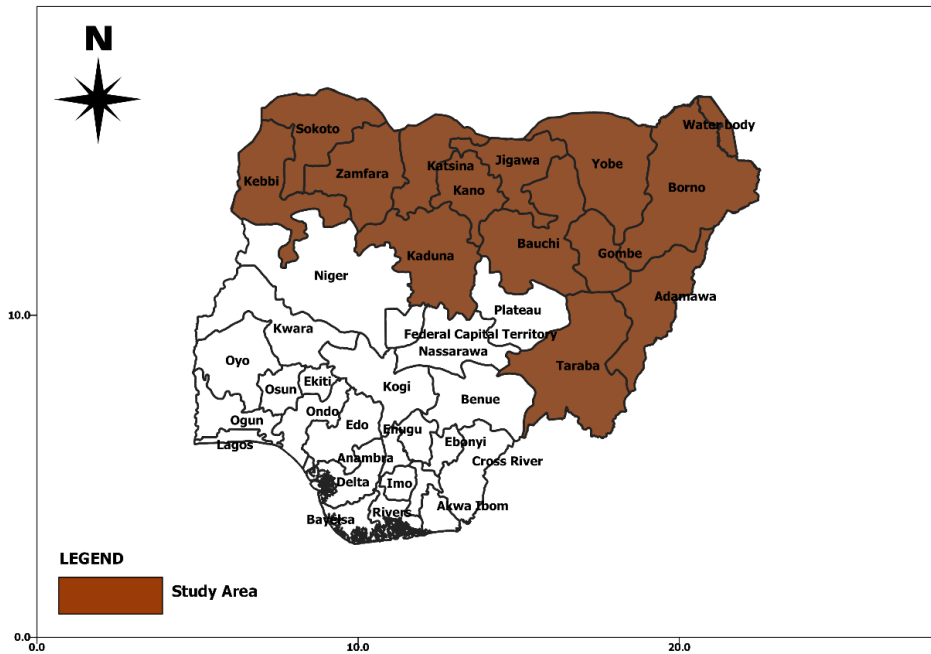 N
Water body
Sokoto
Katsina
Jigawa
Yobe
Zamfara
Kebbi
Kano
Borno
Bauchi
Kaduna
Gombe
Niger
Adamawa
Plateau
10.0
Kwara
Federal Capital Territory
Nassarawa
Oyo
Taraba
Ekiti
Osun
Kogi
Benue
Ondo
Ogun
Edo
Enugu
Ebonyi
Lagos
Anambra
Cross River
Delta
Imo
Akwa Ibom
Rivers
Bayelsa
LEGEND
Study Area
0.0
0.0
10.0
20.0